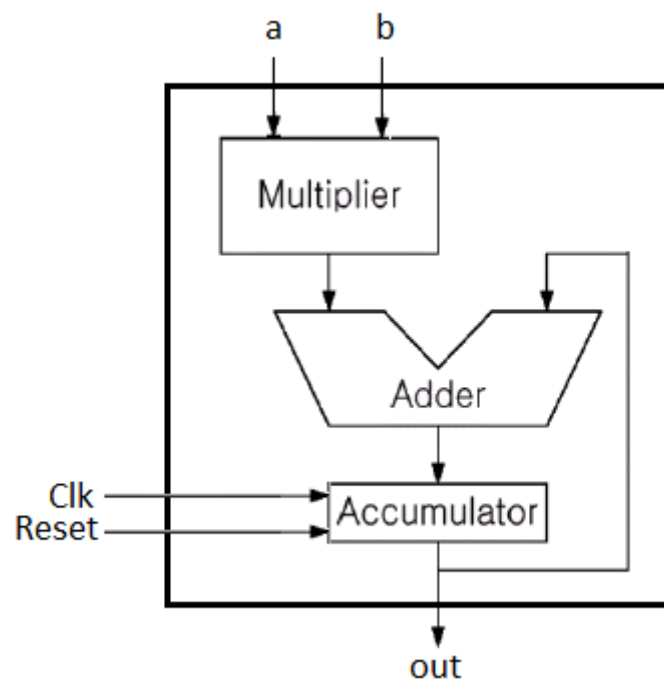 a b
Multiplier
Adder
Clk
Accumulator
Reset
out